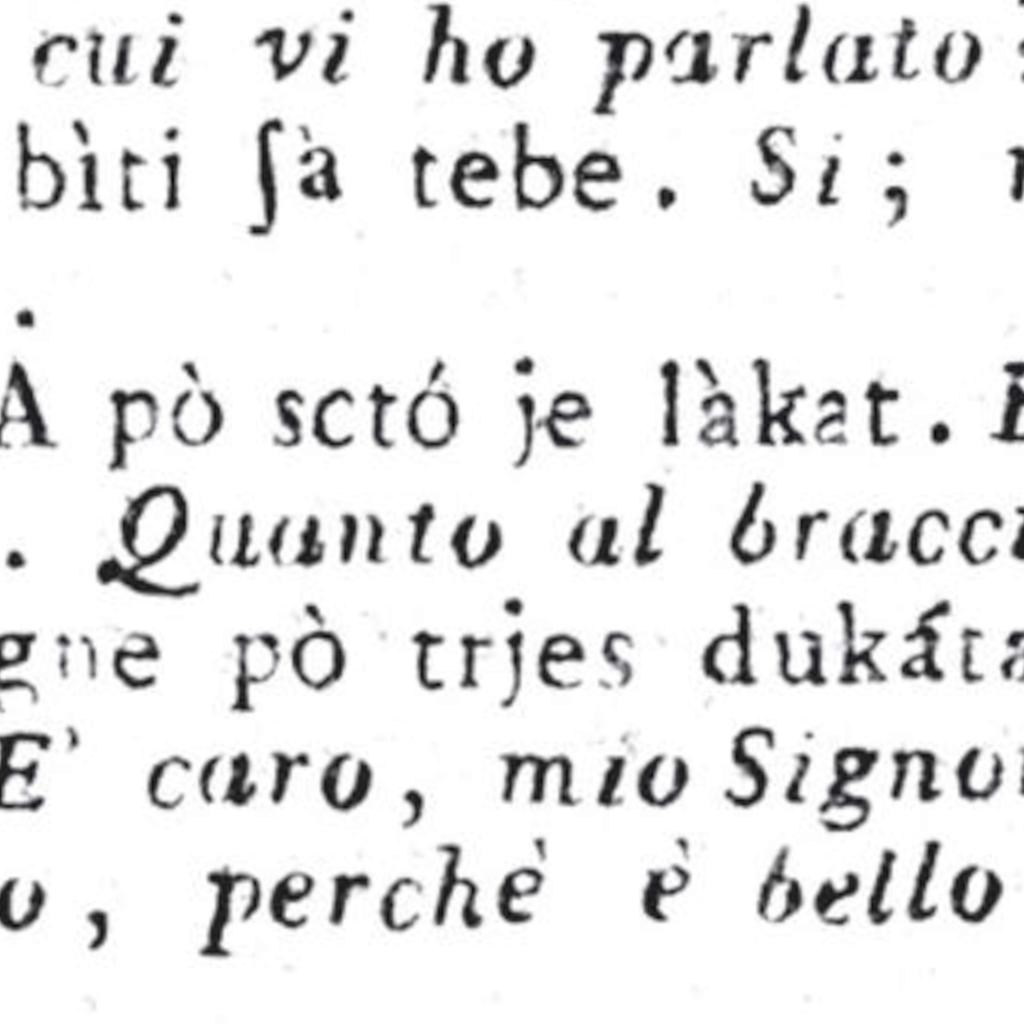 cui vi ho parlato
bìti ſà tebe. Si;
A pò sctó je làkat.
. Quanto al bracci
gne pò trjes dukáta
E' caro, mio Signor
o, perchè è bello